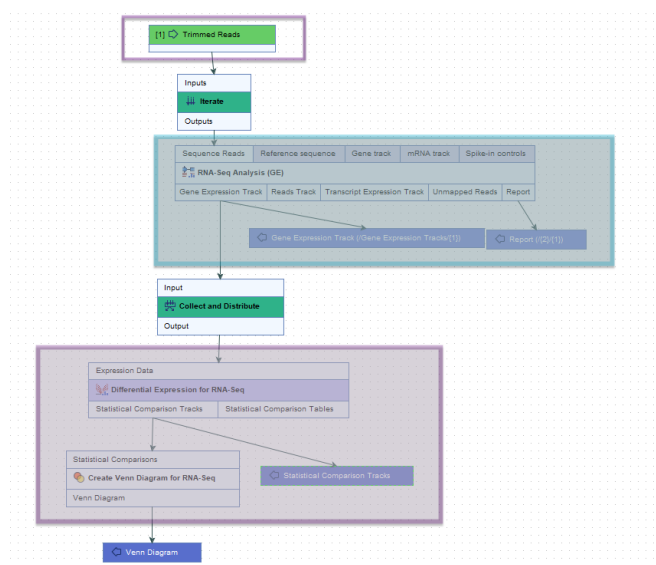 [1] Trimmed Reads
Inputs
Iterate
Outputs
Sequence Reads Reference sequence Gene track mRNA track Spike-in controls
RNA-Seq Analysis (GE)
Gene Expression Track Reads Track Transcript Expression Track Unmapped Reads Report
Gene Expression Track (/Gene Expression Tracks/[1]) Report (/[2]/[1])
Input
Collect and Distribute
Output
Expression Data
Differential Expression for RNA-Seq
Statistical Comparison Tracks Statistical Comparison Tables
Statistical Comparisons
Create Venn Diagram for RNA-Seq Statistical Comparison Tracks
Venn Diagram
Venn Diagram